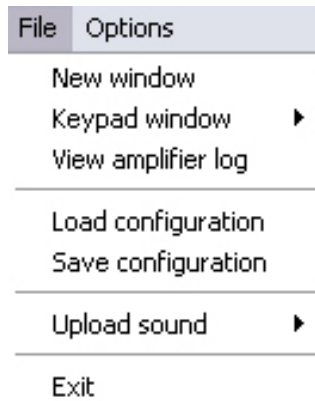 File Options
New window
Keypad window
View amplifier log
Load configuration
Save configuration
Upload sound
Exit